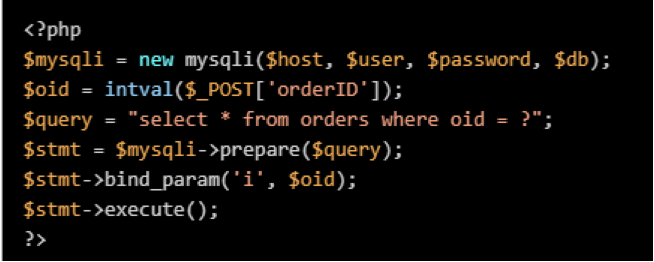 <?php
$mysqli = new mysqli($host, $user, $password, $db);
$oid = intval($_POST['orderID']);
$query = "select * from orders where oid = ?";
$stmt = $mysqli->prepare($query);
$stmt->bind_param('i', $oid);
$stmt->execute();
?>